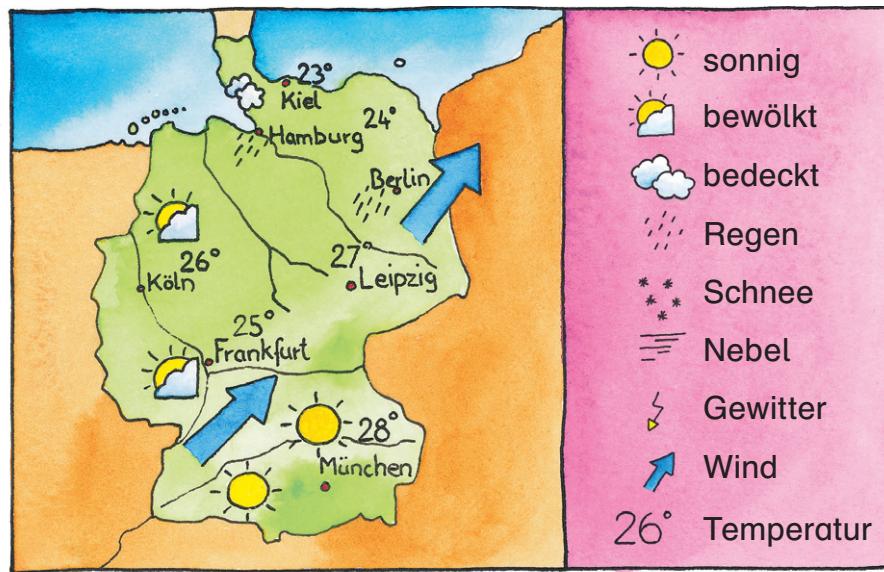 23°
Kiel
24°
Hamburg
Berlin
26°
Köln
27°
Leipzig
25°
Frankfurt
28°
München
sonnig
bewölkt
bedeckt
Regen
Schnee
Nebel
Gewitter
Wind
26° Temperatur